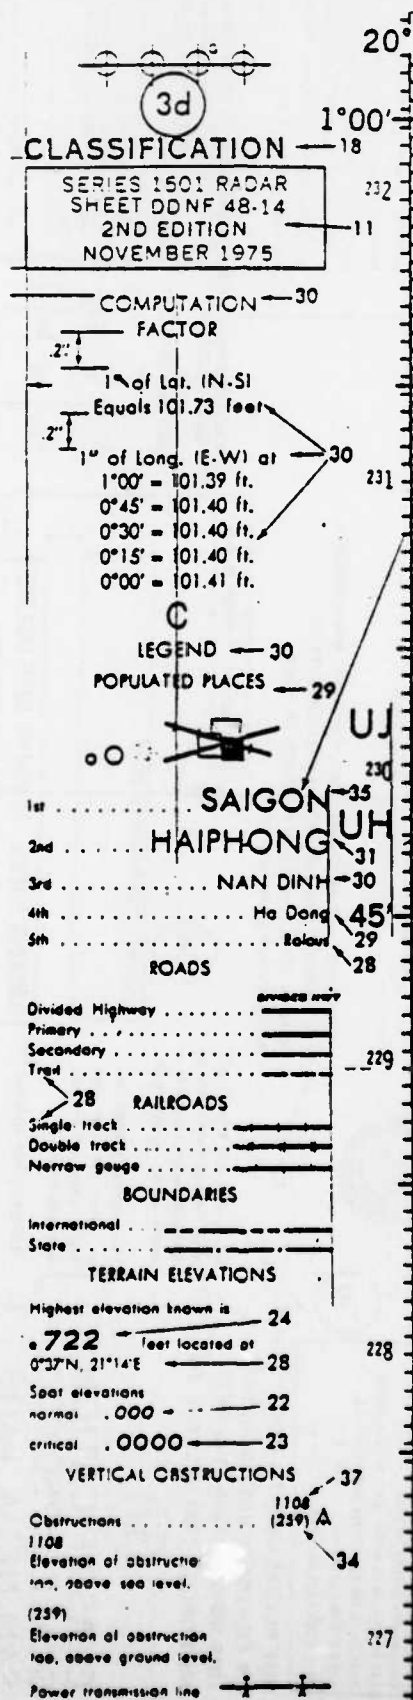 20°
3d
1°00'
CLASSIFICATION 18
SERIES 1501 RADAR
SHEET DDNF 48-14
2ND EDITION
NOVEMBER 1975
11
232
COMPUTATION 30
FACTOR
.2"
1" of Lat. (N-S)
Equals 101.73 feet
.2"
1" of Long. (E-W) at 30
1°00' = 101.39 ft.
0°45' = 101.40 ft.
0°30' = 101.40 ft.
0°15' = 101.40 ft.
0°00' = 101.41 ft.
231
C
LEGEND 30
POPULATED PLACES 29
UJ
230
1st SAIGON 35
2nd HAIPHONG UH
31
3rd NAN DINH 30
4th Ha Dong 45'
29
5th Rolous 28
ROADS
DIVIDED HWY
Divided Highway
Primary
Secondary
Trail
229
28
RAILROADS
Single track
Double track
Narrow gauge
BOUNDARIES
International
State
TERRAIN ELEVATIONS
Highest elevation known is
24
.722 feet located at
0°37'N, 21°14'E 28
228
Spot elevations
normal .000 22
critical .0000 23
VERTICAL OBSTRUCTIONS 37
1108
Obstructions (259)
1108
Elevation of obstructio
top, above sea level.
34
(259)
Elevation of obstruction
top, above ground level.
227
Power transmission line